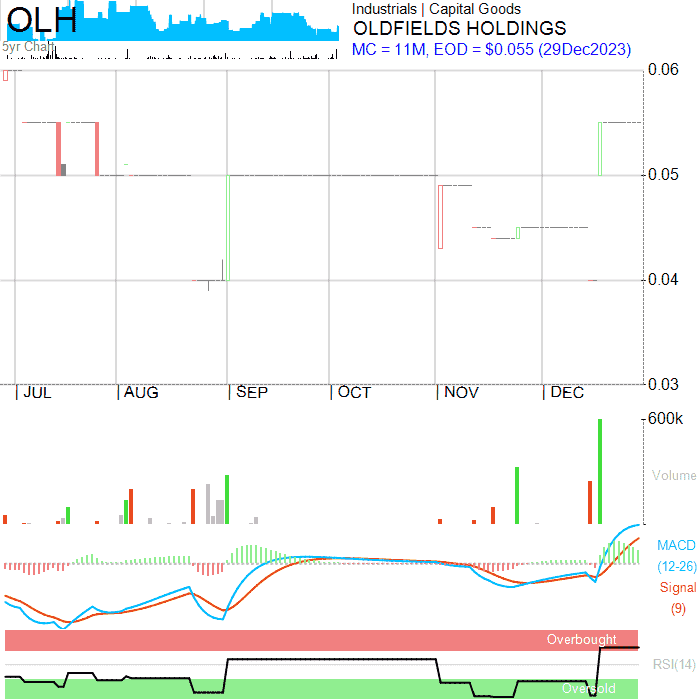 OLH
5yr Chart
Industrials | Capital Goods
OLDFIELDS HOLDINGS
MC = 11M, EOD = $0.055 (29Dec2023)
0.06
0.05
0.04
0.03
JUL AUG SEP OCT NOV DEC
600k
Volume
MACD
(12-26)
Signal
(9)
Overbought
RSI(14)
Oversold